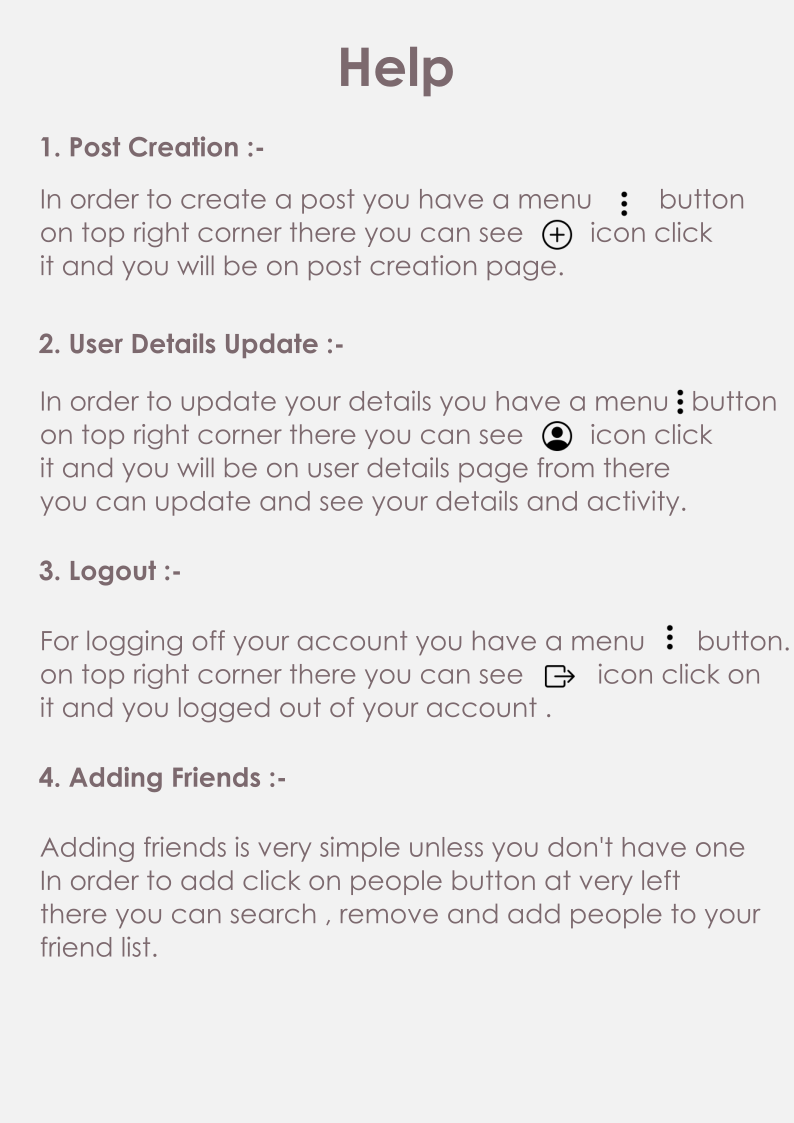 Help
1. Post Creation :-
In order to create a post you have a menu button
on top right corner there you can see icon click
it and you will be on post creation page.
2. User Details Update :-
In order to update your details you have a menu button
on top right corner there you can see icon click
it and you will be on user details page from there
you can update and see your details and activity.
3. Logout :-
For logging off your account you have a menu button.
on top right corner there you can see icon click on
it and you logged out of your account .
4. Adding Friends :-
Adding friends is very simple unless you don't have one
In order to add click on people button at very left
there you can search , remove and add people to your
friend list.